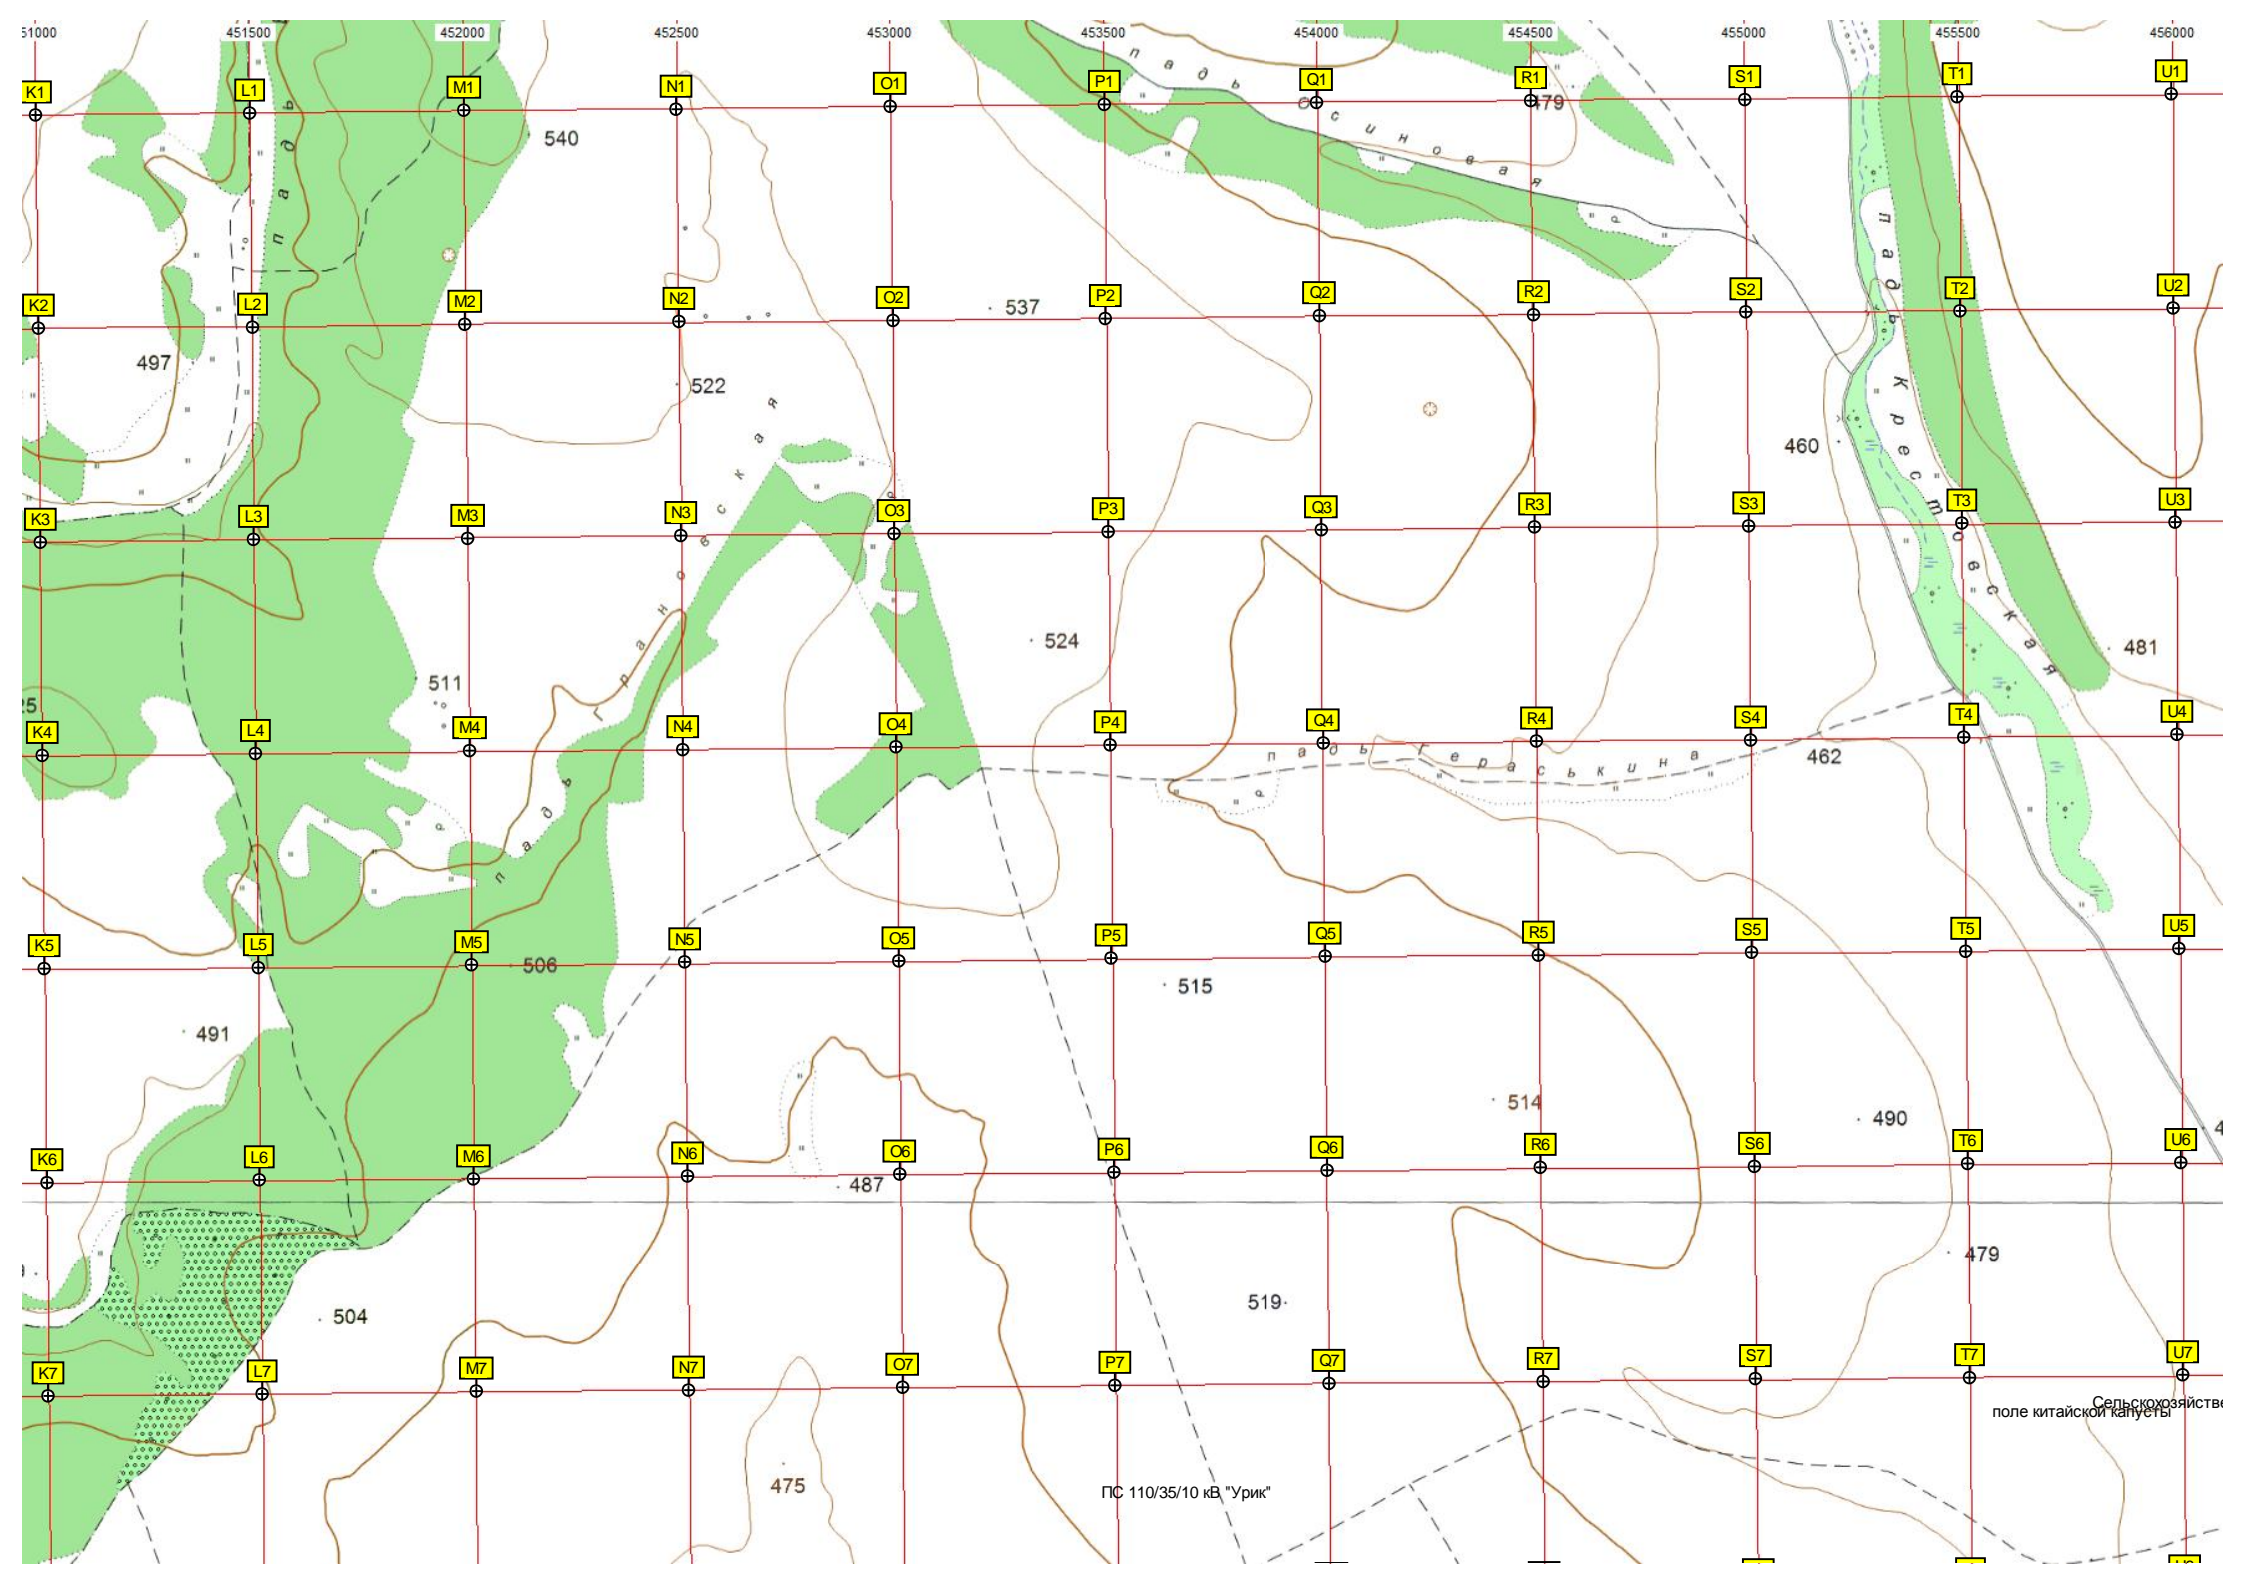 51000 451500 452000 452500 453000 453500 454000 454500 455000 455500 456000
K1 L1 M1 N1 O1 P1 Q1 R1 S1 T1 U1
падь
540
падь Осиновая
479
K2 L2 M2 N2 O2 P2 Q2 R2 S2 T2 U2
537
497
522
460
падь Крестовская
K3 L3 M3 N3 O3 P3 Q3 R3 S3 T3 U3
падь Грановская
524
481
511
25
K4 L4 M4 N4 O4 P4 Q4 R4 S4 T4 U4
падь Гераськина
462
K5 L5 M5 N5 O5 P5 Q5 R5 S5 T5 U5
506
515
491
514
490
4
K6 L6 M6 N6 O6 P6 Q6 R6 S6 T6 U6
487
479
519
504
K7 L7 M7 N7 O7 P7 Q7 R7 S7 T7 U7
Сельскохозяйстве
поле китайской капусты
475
ПС 110/35/10 кВ "Урик"